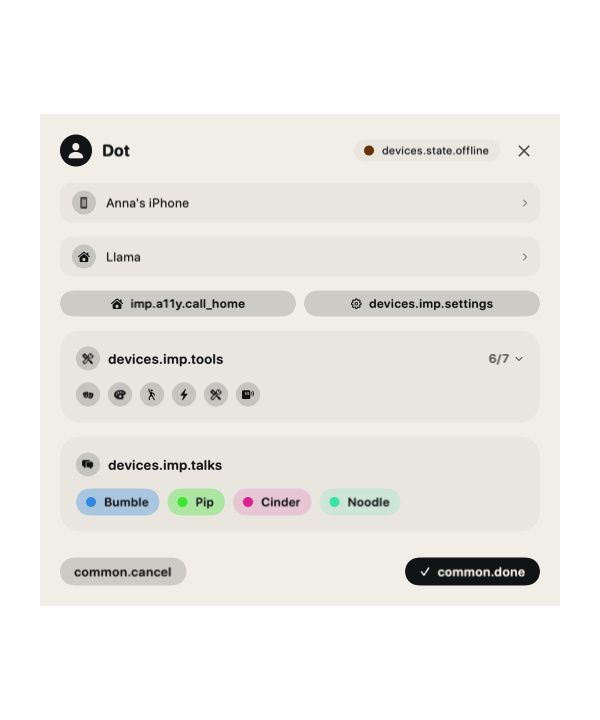 Dot
devices.state.offline
Anna's iPhone
Llama
imp.a11y.call_home
devices.imp.settings
devices.imp.tools
6/7
devices.imp.talks
Bumble
Pip
Cinder
Noodle
common.cancel
common.done